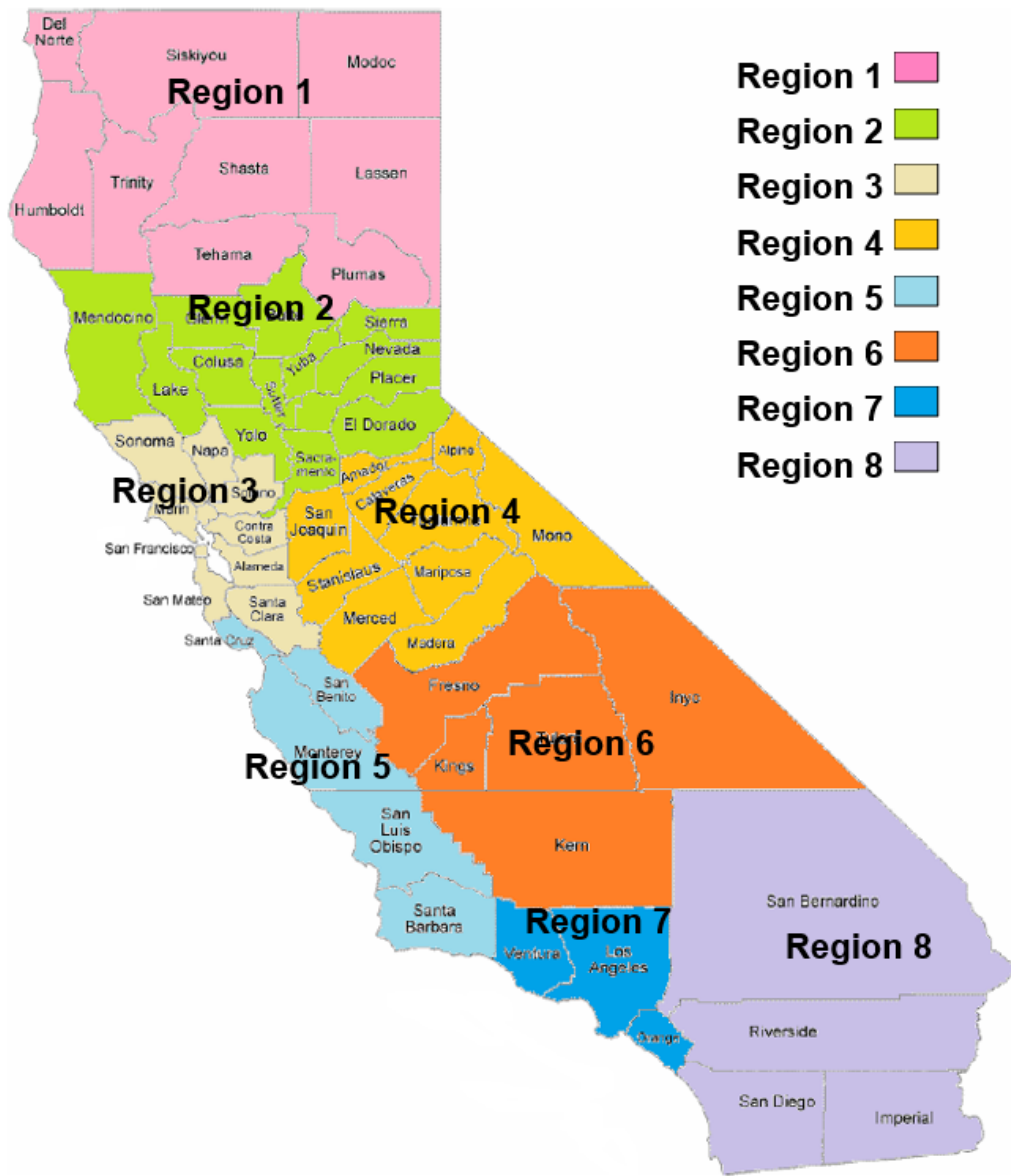 Del
Norte
Siskiyou
Modoc
Region 1
Shasta
Lassen
Trinity
Humboldt
Tehama
Plumas
Region 2
Mendocino
Sierra
Nevada
Colusa
Yuba
Placer
Lake
Sutter
El Dorado
Sonoma
Yolo
Napa
Sacra-
mento
Alpine
Amador
Calaveras
Region 3
Solano
Marin
San
Joaquin
Region 4
Contra
Costa
Mono
San Francisco
Alameda
Stanislaus
Mariposa
San Mateo
Santa
Clara
Merced
Santa Cruz
Madera
San
Benito
Fresno
Inyo
Monterey
Region 5
Kings
Region 6
San
Luis
Obispo
Kern
Santa
Barbara
Region 7
San Bernardino
Ventura
Los
Angeles
Region 8
Orange
Riverside
San Diego
Imperial
Region 1
Region 2
Region 3
Region 4
Region 5
Region 6
Region 7
Region 8